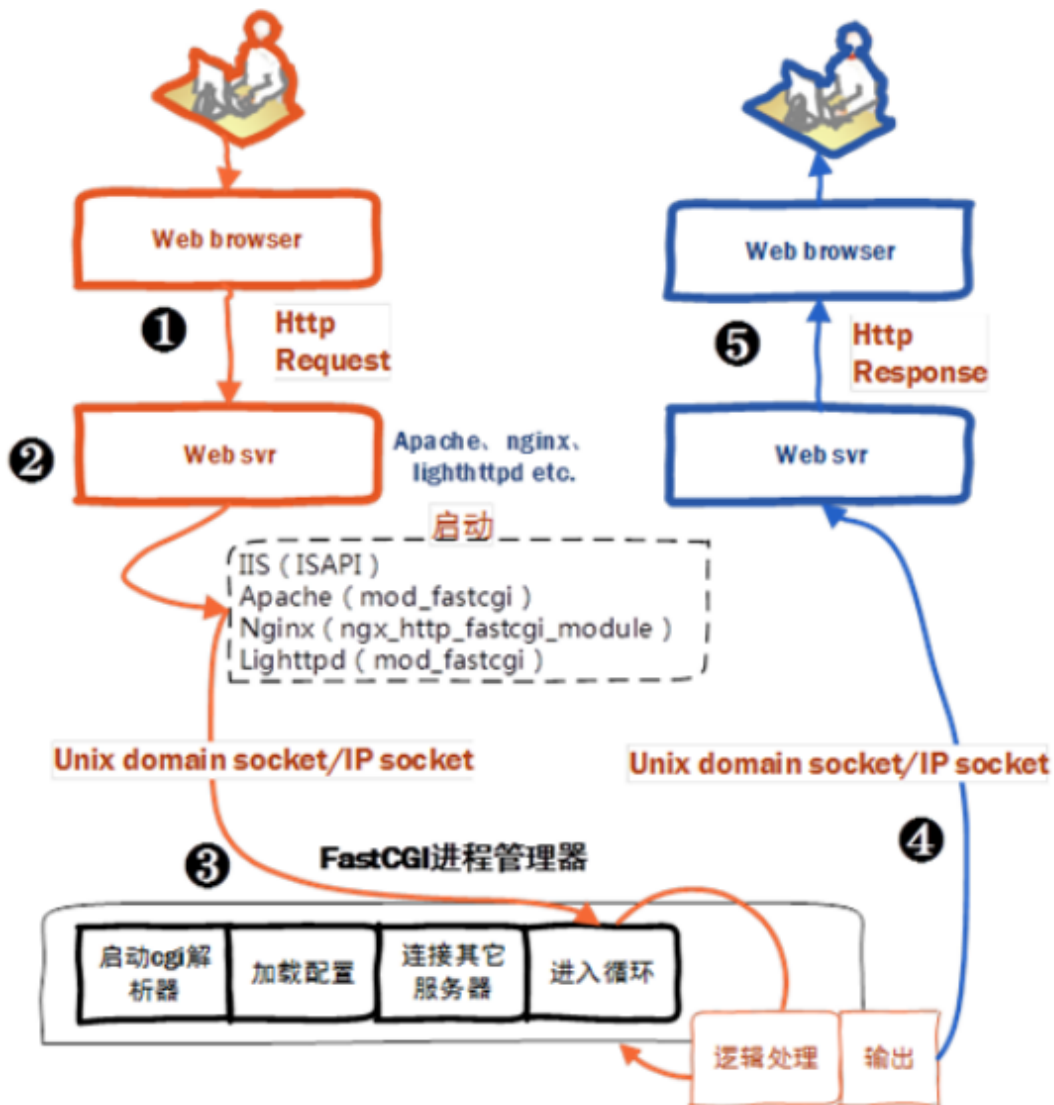 Web browser
❶
Http
Request
❷
Web svr
Apache、nginx、
lighthttpd etc.
启动
IIS ( ISAPI )
Apache ( mod_fastcgi )
Nginx ( ngx_http_fastcgi_module )
Lighttpd ( mod_fastcgi )
Unix domain socket/IP socket
❸
FastCGI进程管理器
启动cgi解
析器
加载配置
连接其它
服务器
进入循环
逻辑处理
输出
❹
Unix domain socket/IP socket
Web svr
❺
Http
Response
Web browser